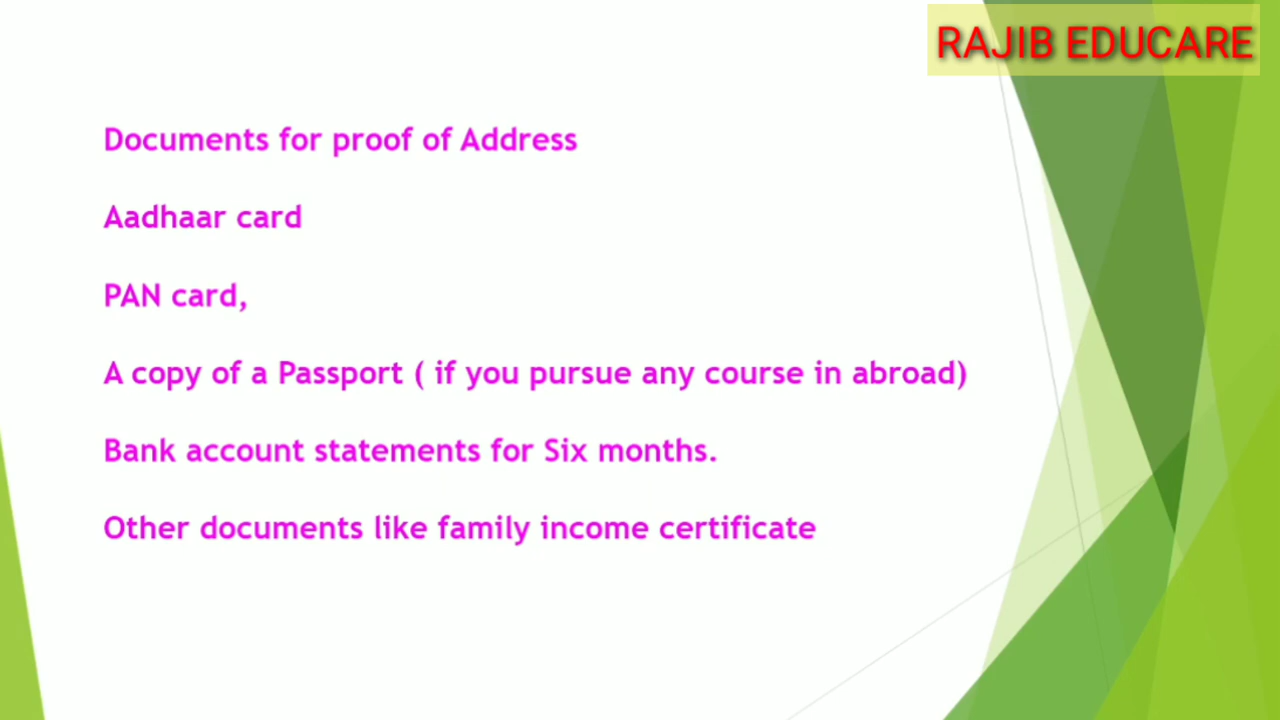 RAJIB EDUCARE
Documents for proof of Address
Aadhaar card
PAN card,
A copy of a Passport ( if you pursue any course in abroad)
Bank account statements for Six months.
Other documents like family income certificate